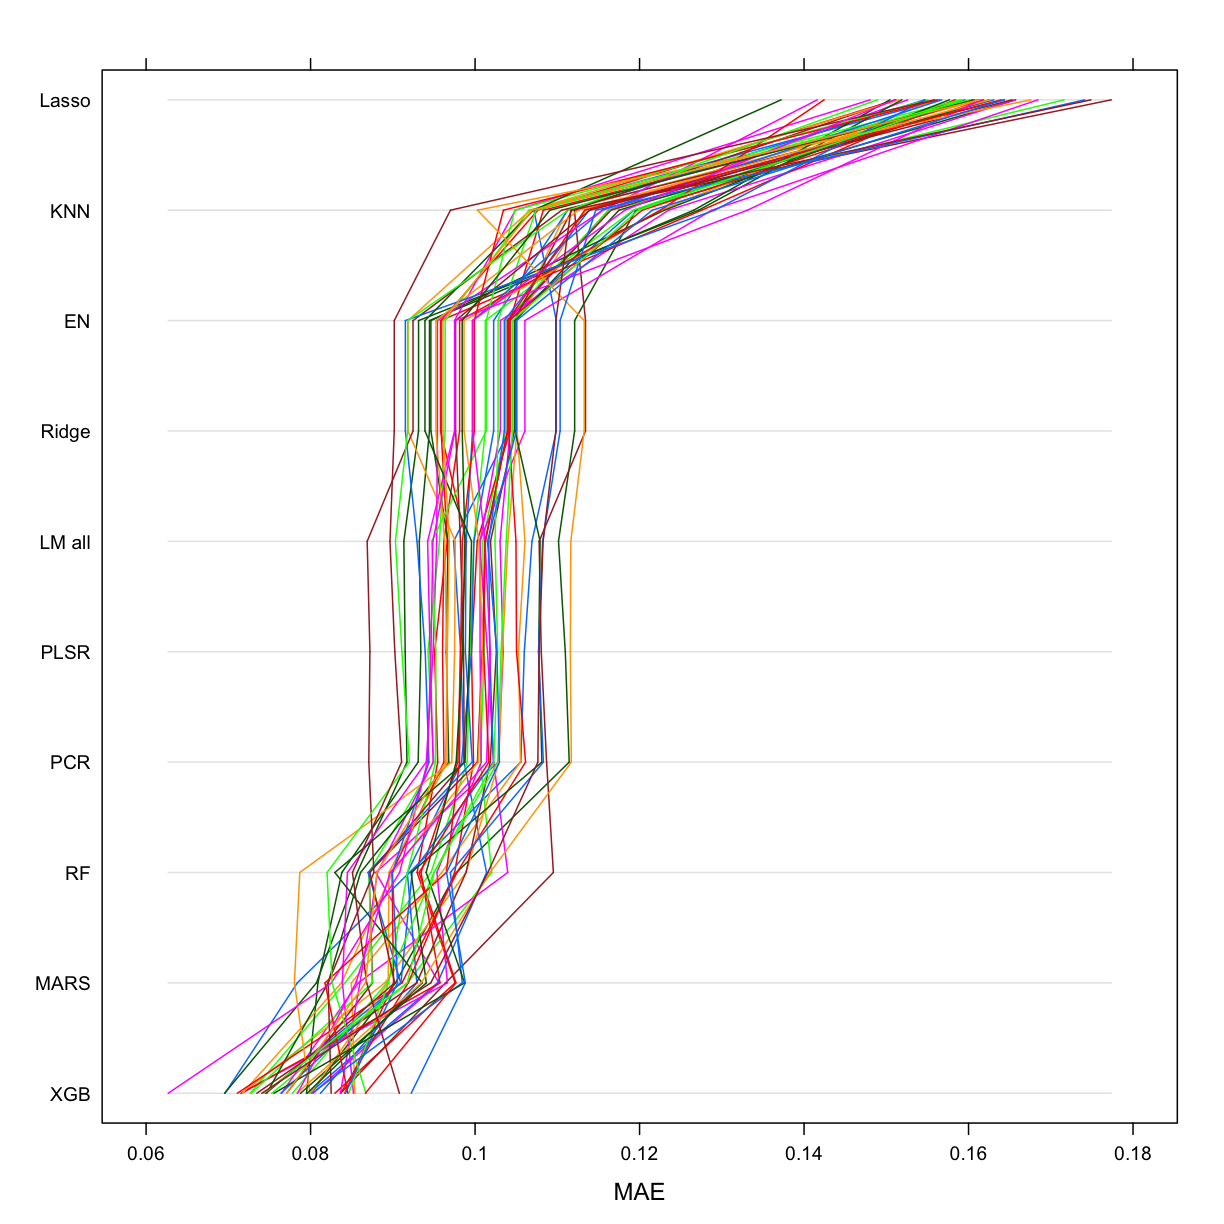 Lasso
KNN
EN
Ridge
LM all
PLSR
PCR
RF
MARS
XGB
0.06 0.08 0.1 0.12 0.14 0.16 0.18
MAE